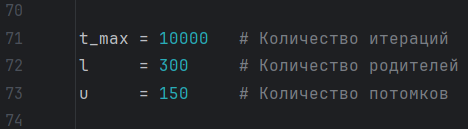 70
71 t_max = 10000 # Количество итераций
72 l = 300 # Количество родителей
73 u = 150 # Количество потомков
74